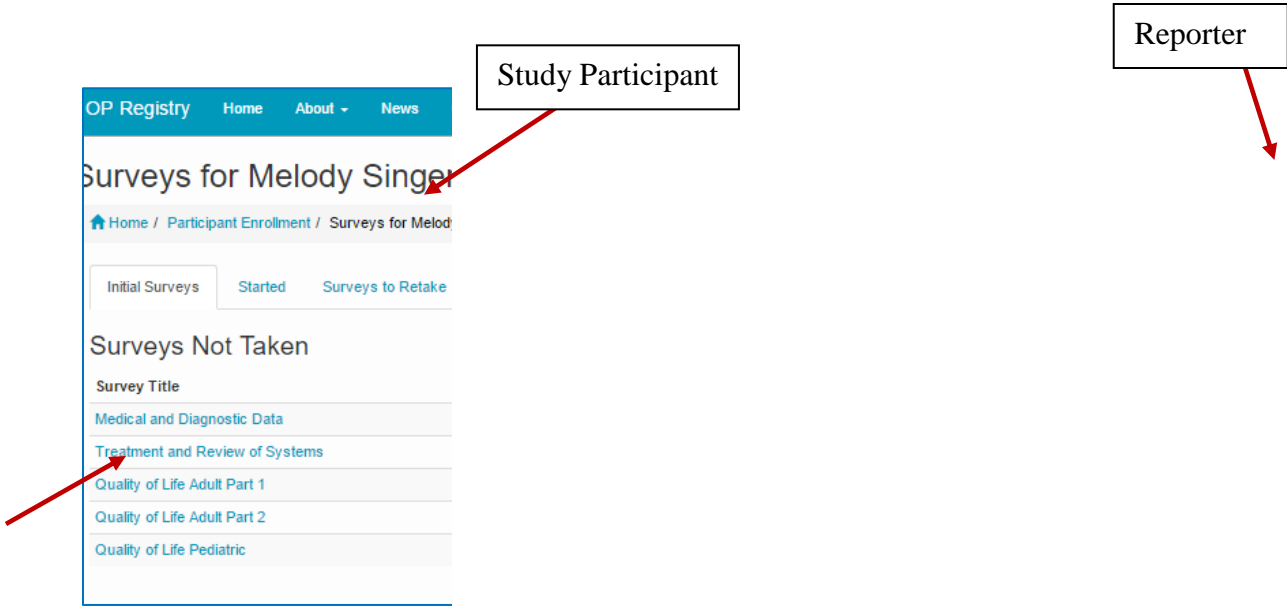 Reporter
Study Participant
OP Registry Home About News
Surveys for Melody Singer
Home / Participant Enrollment / Surveys for Melod
Initial Surveys Started Surveys to Retake
Surveys Not Taken
Survey Title
Medical and Diagnostic Data
Treatment and Review of Systems
Quality of Life Adult Part 1
Quality of Life Adult Part 2
Quality of Life Pediatric